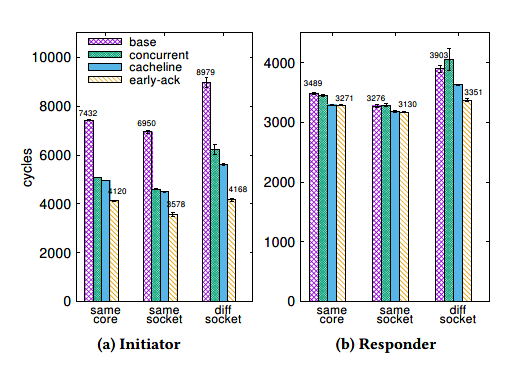 10000
8000
6000
4000
2000
0
cycles
base
concurrent
cacheline
early-ack
7432
4120
6950
3578
8979
4168
same core
same socket
diff socket
(a) Initiator
4000
3000
2000
1000
0
3489
3271
3276
3130
3903
3351
same core
same socket
diff socket
(b) Responder